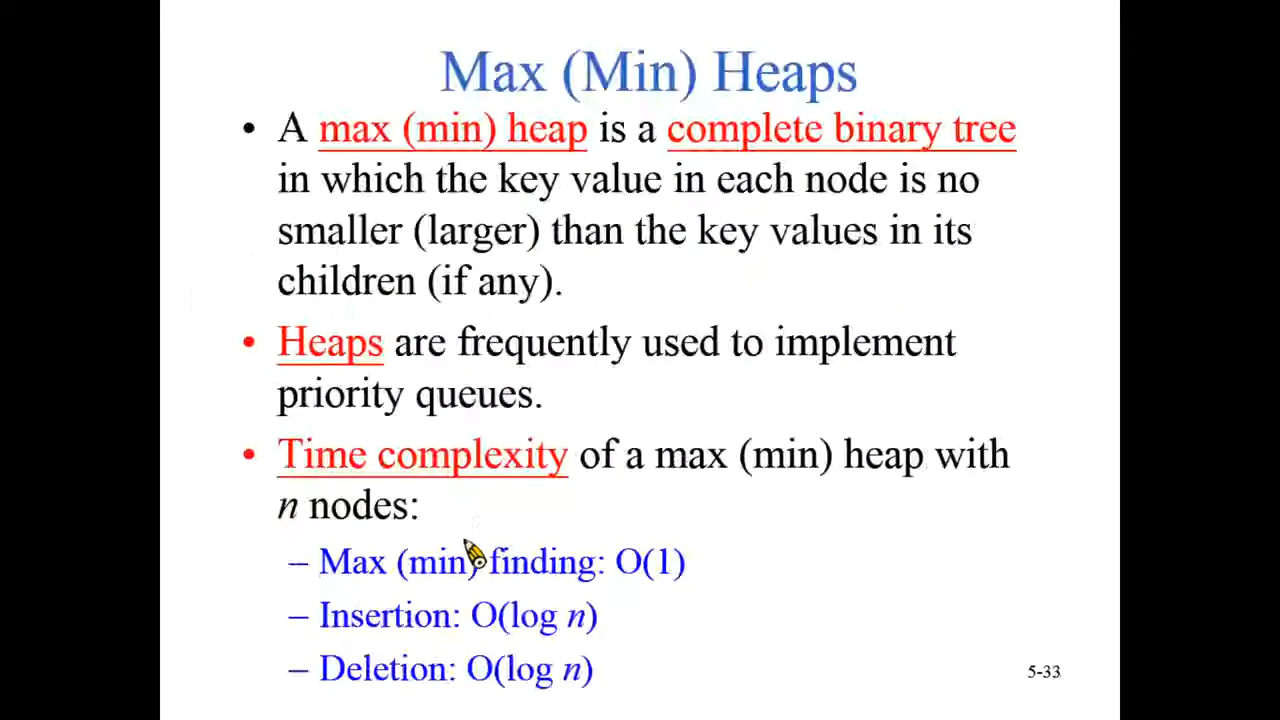 Max (Min) Heaps
• A max (min) heap is a complete binary tree
in which the key value in each node is no
smaller (larger) than the key values in its
children (if any).
• Heaps are frequently used to implement
priority queues.
• Time complexity of a max (min) heap with
n nodes:
– Max (min) finding: O(1)
– Insertion: O(log n)
– Deletion: O(log n)
5-33